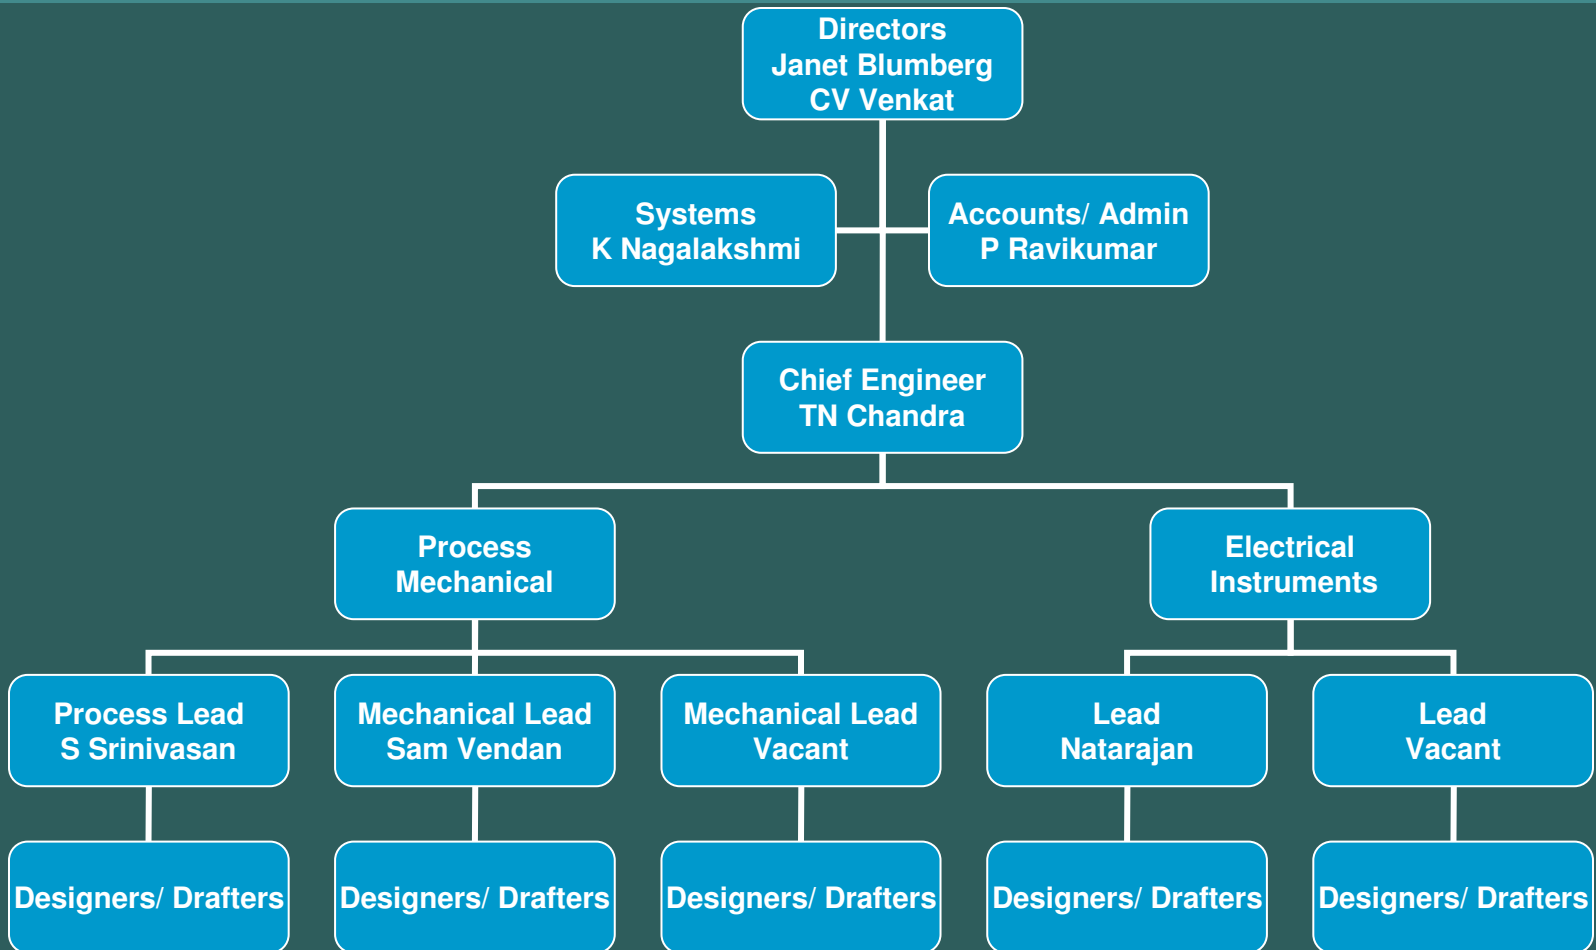 Directors
Janet Blumberg
CV Venkat
Systems
K Nagalakshmi
Accounts/ Admin
P Ravikumar
Chief Engineer
TN Chandra
Process
Mechanical
Electrical
Instruments
Process Lead
S Srinivasan
Mechanical Lead
Sam Vendan
Mechanical Lead
Vacant
Lead
Natarajan
Lead
Vacant
Designers/ Drafters
Designers/ Drafters
Designers/ Drafters
Designers/ Drafters
Designers/ Drafters